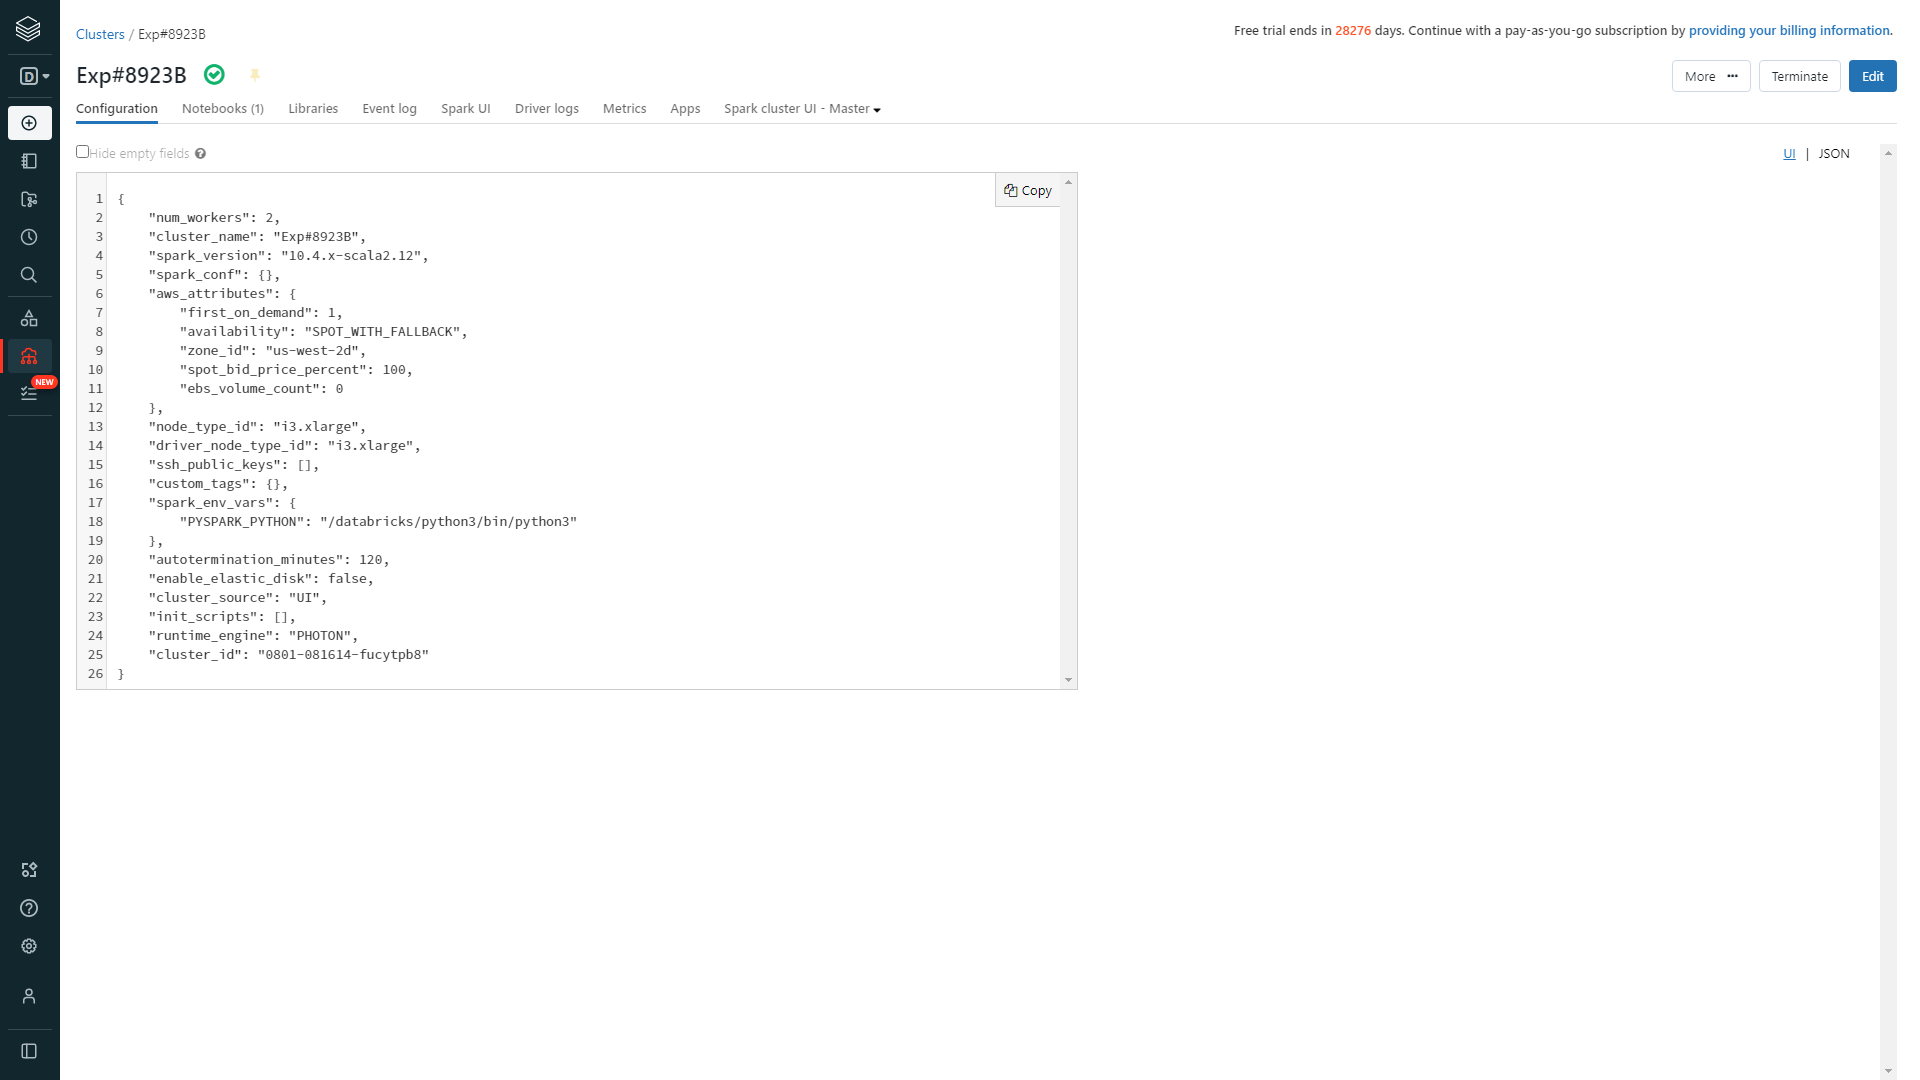 Clusters / Exp#8923B
Free trial ends in 28276 days. Continue with a pay-as-you-go subscription by providing your billing information.
D
Exp#8923B
More ···
Terminate
Edit
Configuration
Notebooks (1)
Libraries
Event log
Spark UI
Driver logs
Metrics
Apps
Spark cluster UI - Master
Hide empty fields ?
UI | JSON
Copy
1 {
2 "num_workers": 2,
3 "cluster_name": "Exp#8923B",
4 "spark_version": "10.4.x-scala2.12",
5 "spark_conf": {},
6 "aws_attributes": {
7 "first_on_demand": 1,
8 "availability": "SPOT_WITH_FALLBACK",
9 "zone_id": "us-west-2d",
10 "spot_bid_price_percent": 100,
11 "ebs_volume_count": 0
12 },
13 "node_type_id": "i3.xlarge",
14 "driver_node_type_id": "i3.xlarge",
15 "ssh_public_keys": [],
16 "custom_tags": {},
17 "spark_env_vars": {
18 "PYSPARK_PYTHON": "/databricks/python3/bin/python3"
19 },
20 "autotermination_minutes": 120,
21 "enable_elastic_disk": false,
22 "cluster_source": "UI",
23 "init_scripts": [],
24 "runtime_engine": "PHOTON",
25 "cluster_id": "0801-081614-fucytpb8"
26 }
NEW